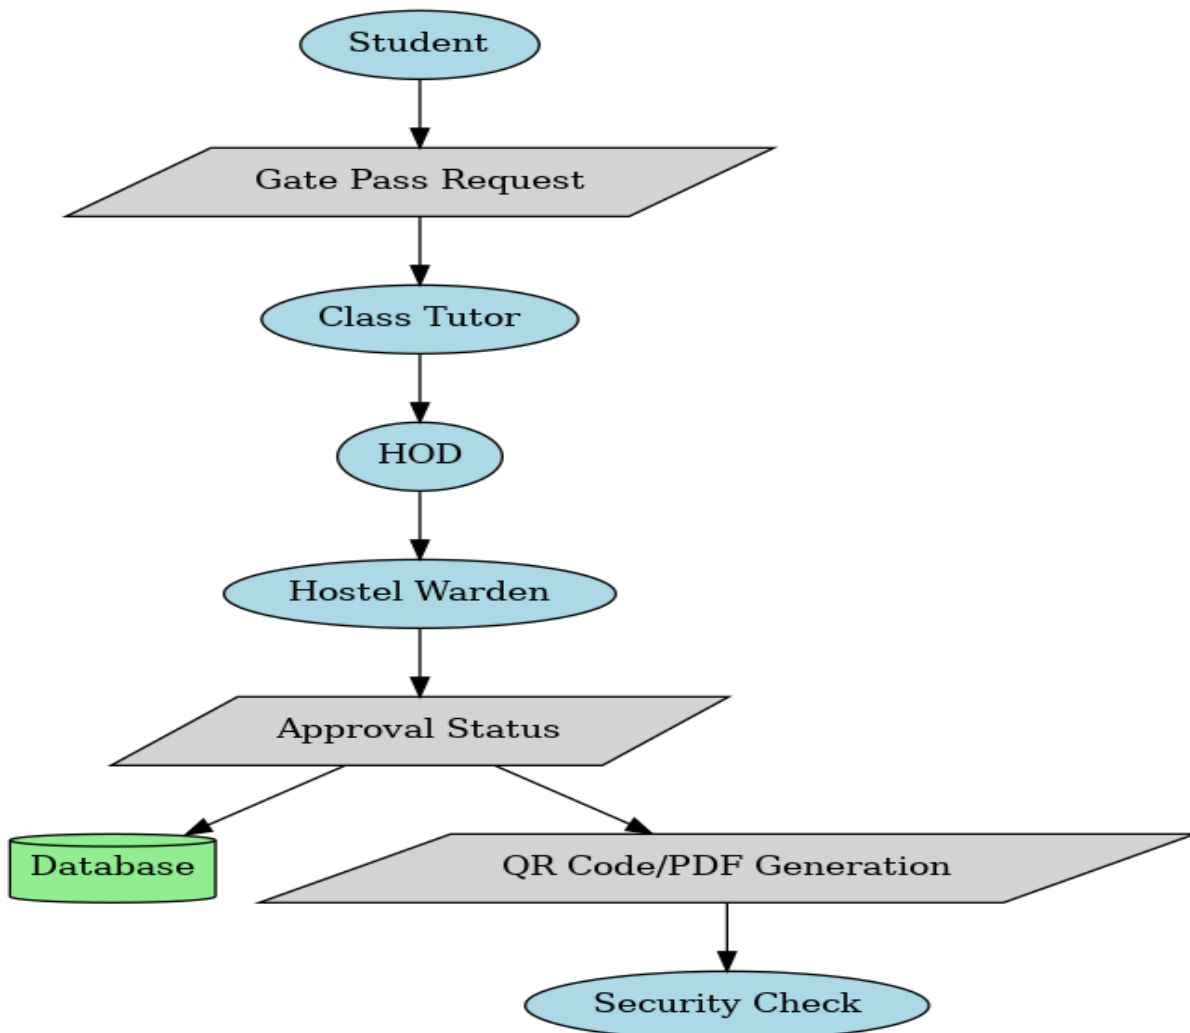 Student
Gate Pass Request
Class Tutor
HOD
Hostel Warden
Approval Status
Database
QR Code/PDF Generation
Security Check